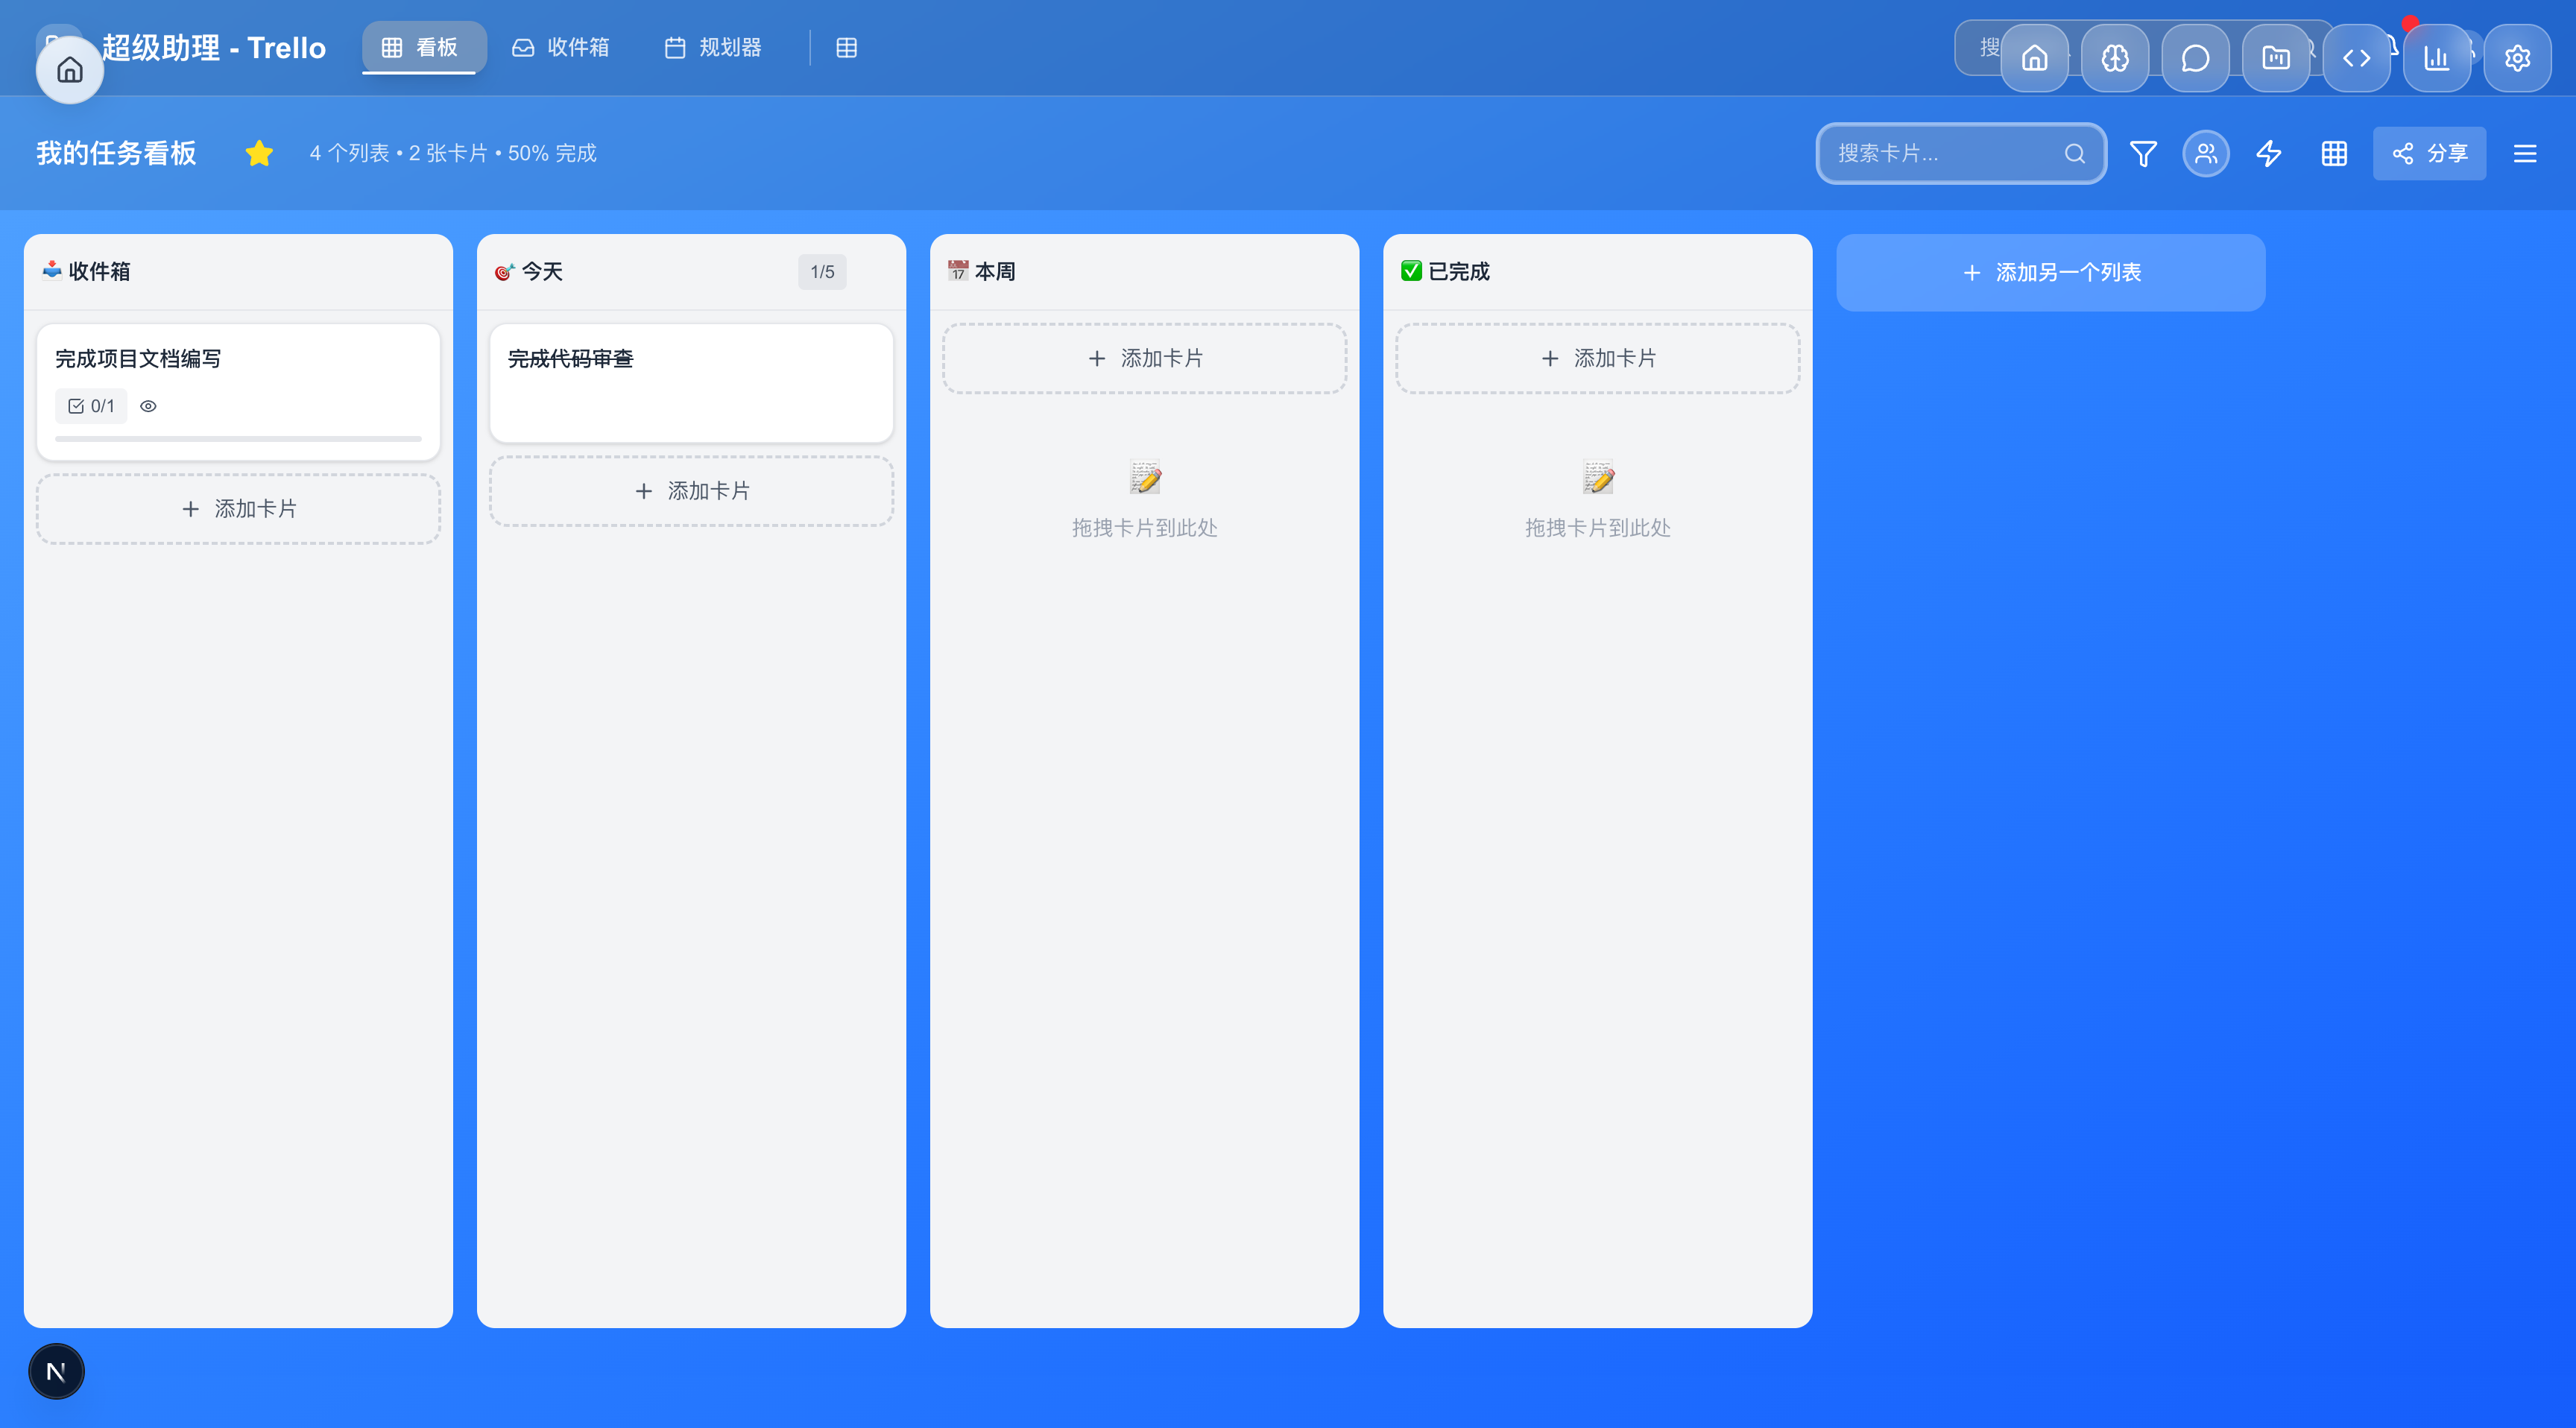 超级助理 - Trello
看板
收件箱
规划器
搜
我的任务看板
4 个列表 • 2 张卡片 • 50% 完成
搜索卡片...
分享
收件箱
完成项目文档编写
0/1
添加卡片
今天
1/5
完成代码审查
添加卡片
17
本周
添加卡片
拖拽卡片到此处
已完成
添加卡片
拖拽卡片到此处
添加另一个列表
N